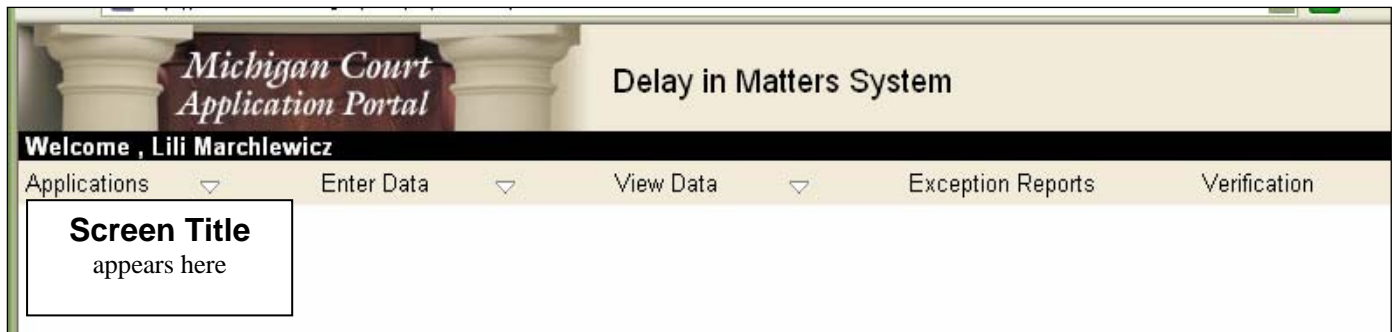 Michigan Court
Application Portal
Delay in Matters System
Welcome , Lili Marchlewicz
Applications Enter Data View Data Exception Reports Verification
Screen Title
appears here